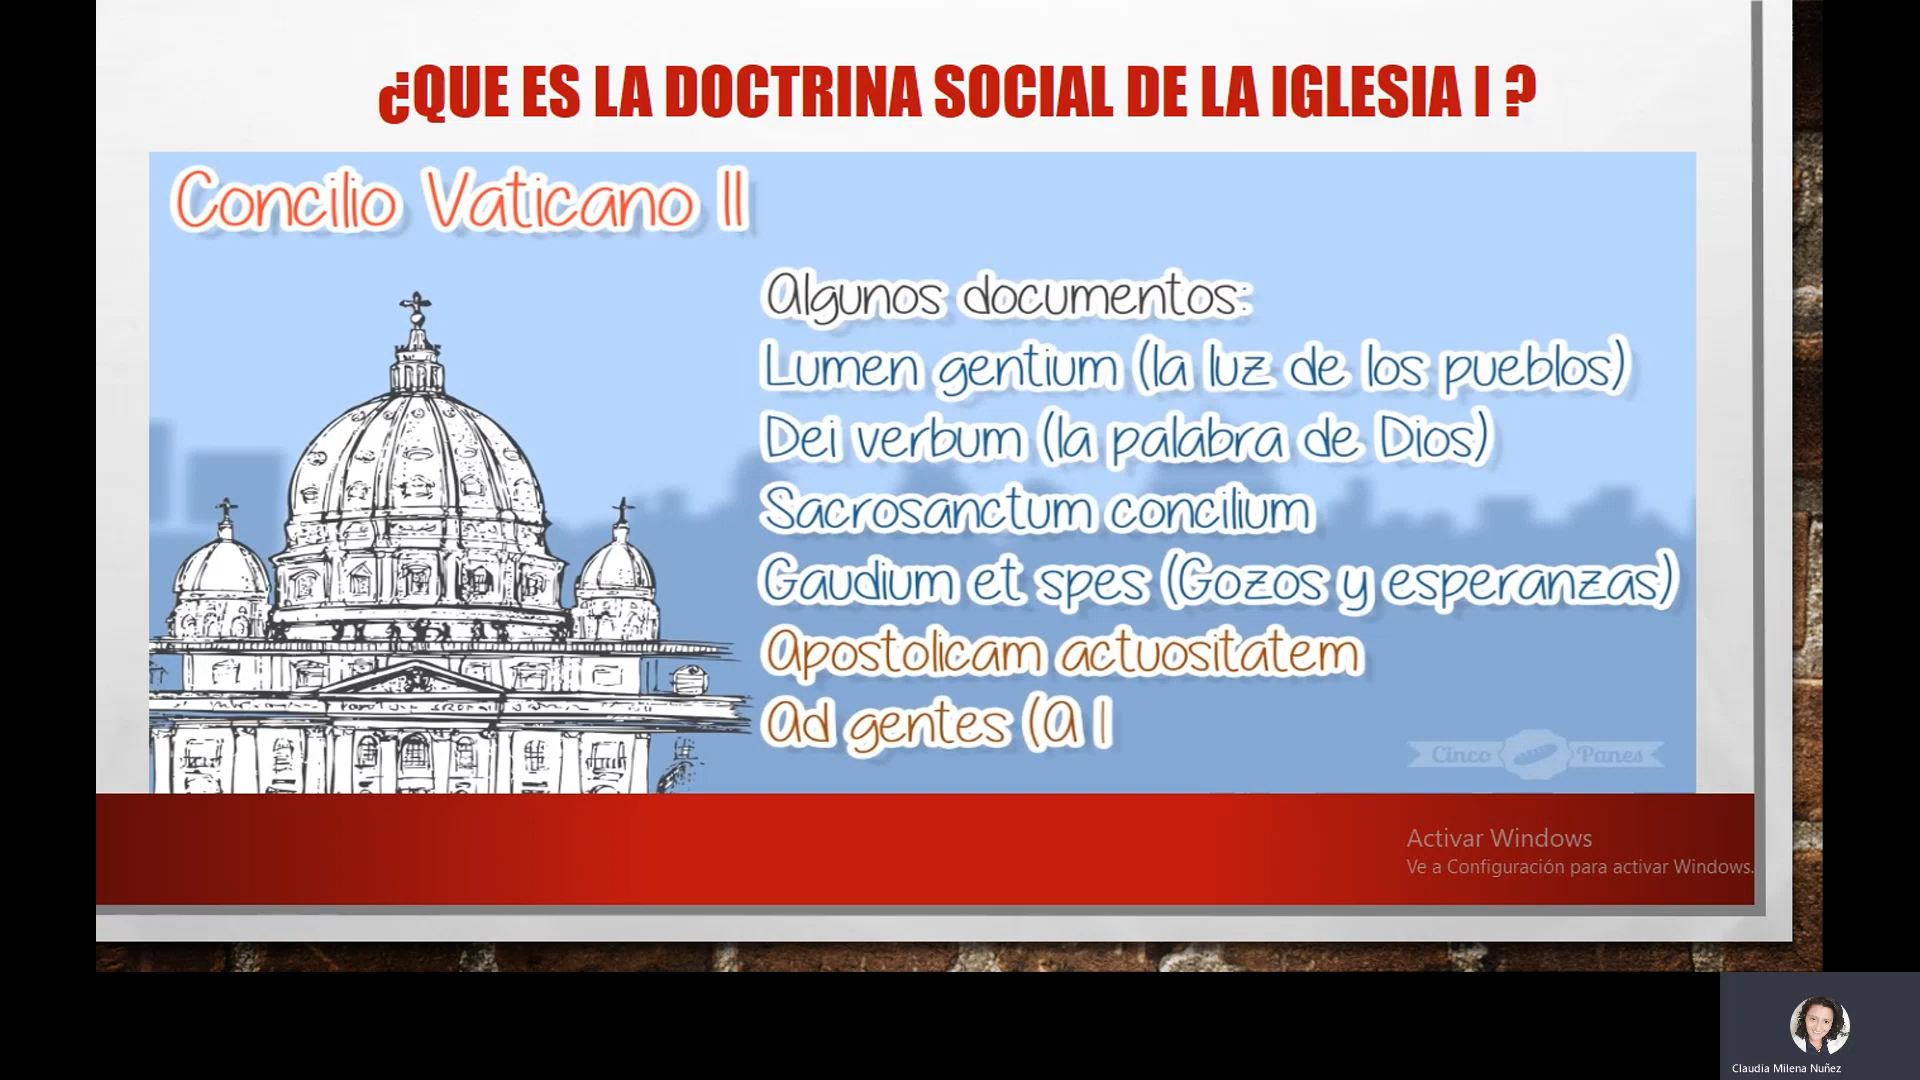 ¿QUE ES LA DOCTRINA SOCIAL DE LA IGLESIA I ?
Concilio Vaticano II
Algunos documentos:
Lumen gentium (la luz de los pueblos)
Dei verbum (la palabra de Dios)
Sacrosanctum concilium
Gaudium et spes (Gozos y esperanzas)
Apostolicam actuositatem
Ad gentes (A l
Cinco Panes
Activar Windows
Ve a Configuración para activar Windows.
Claudia Milena Nuñez